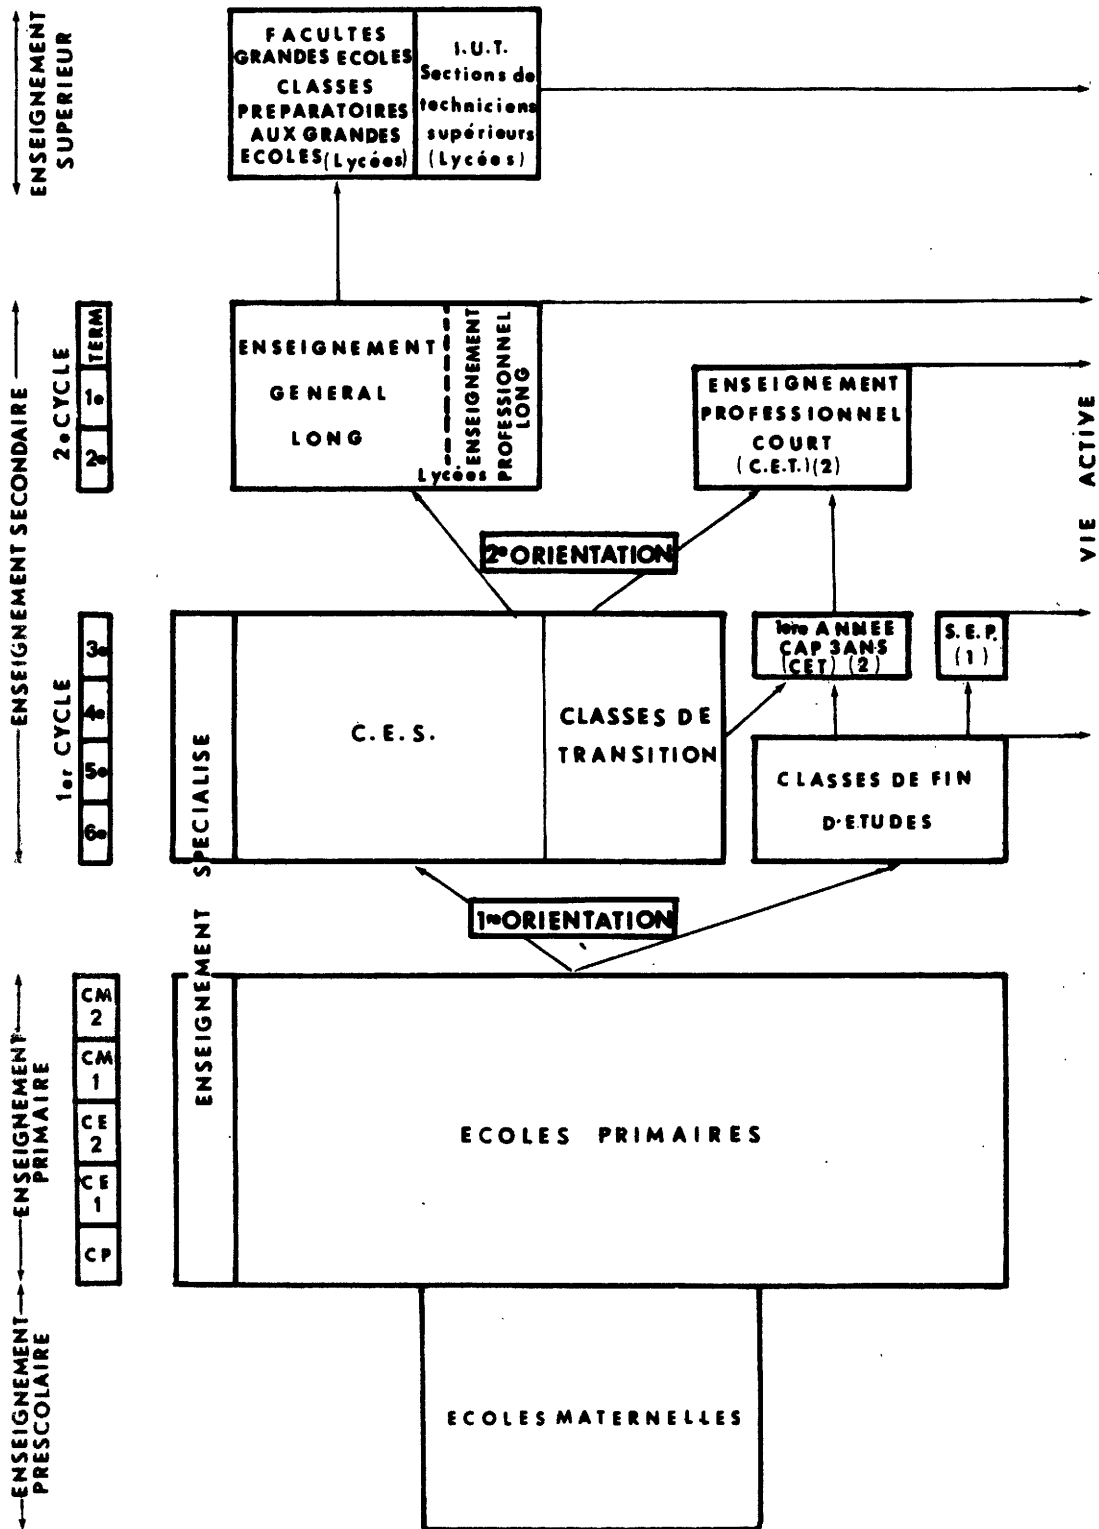 ENSEIGNEMENT
SUPERIEUR
FACULTES
GRANDES ECOLES
CLASSES
PREPARATOIRES
AUX GRANDES
ECOLES (Lycées)
I.U.T.
Sections de
techniciens
supérieurs
(Lycées)
ENSEIGNEMENT SECONDAIRE
2e CYCLE
TERM
1e
2e
ENSEIGNEMENT
GENERAL
LONG
ENSEIGNEMENT
PROFESSIONNEL
LONG
Lycées
ENSEIGNEMENT
PROFESSIONNEL
COURT
(C.E.T.) (2)
VIE ACTIVE
2e ORIENTATION
1er CYCLE
3e
4e
5e
6e
C.E.S.
CLASSES DE
TRANSITION
1ère ANNEE
CAP 3ANS
(CET) (2)
S.E.P.
(1)
CLASSES DE FIN
D'ETUDES
1re ORIENTATION
ENSEIGNEMENT SPECIALISE
ENSEIGNEMENT
PRIMAIRE
CM
2
CM
1
CE
2
CE
1
CP
ECOLES PRIMAIRES
ENSEIGNEMENT
PRESCOLAIRE
ECOLES MATERNELLES